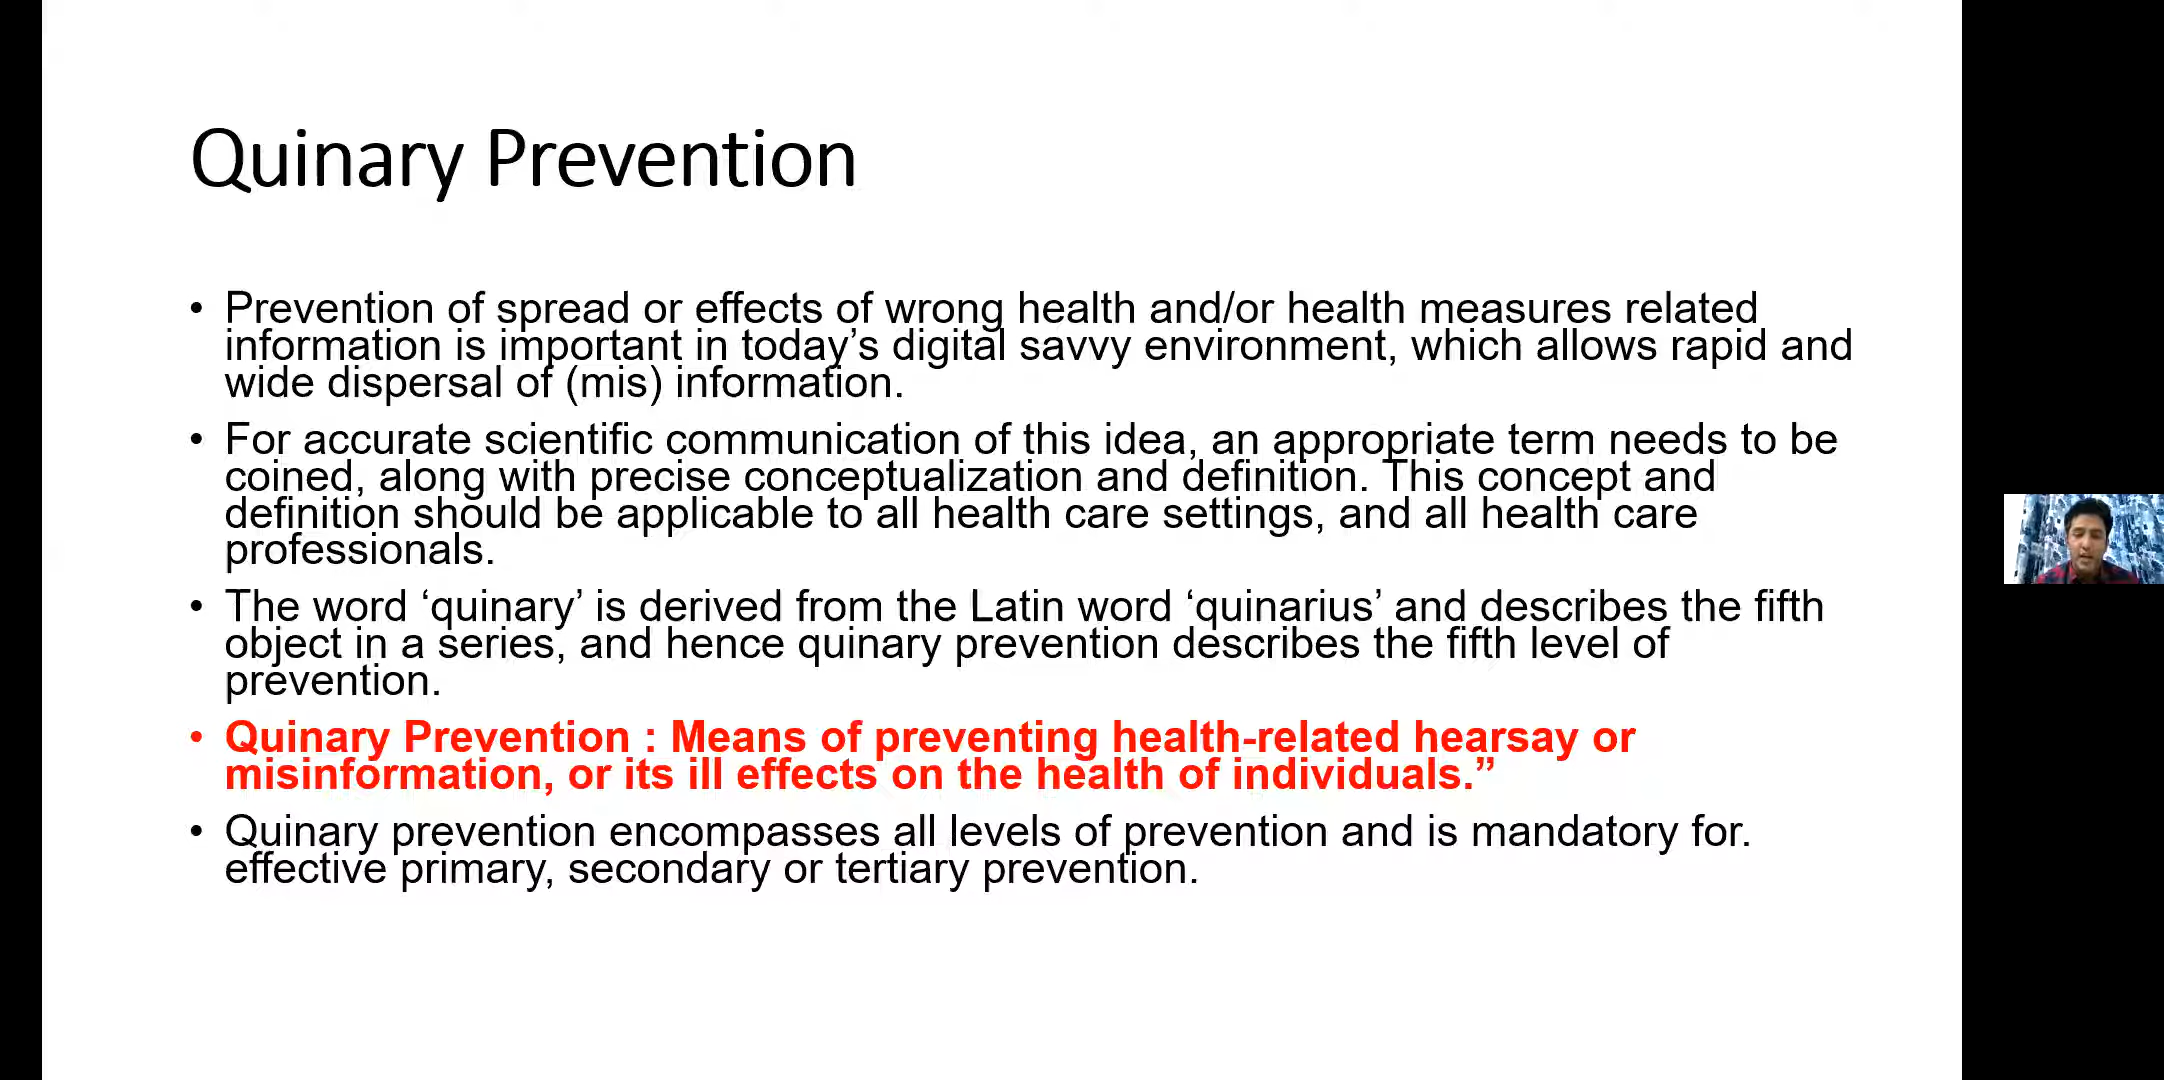 Quinary Prevention
• Prevention of spread or effects of wrong health and/or health measures related
information is important in today’s digital savvy environment, which allows rapid and
wide dispersal of (mis) information.
• For accurate scientific communication of this idea, an appropriate term needs to be
coined, along with precise conceptualization and definition. This concept and
definition should be applicable to all health care settings, and all health care
professionals.
• The word ‘quinary’ is derived from the Latin word ‘quinarius’ and describes the fifth
object in a series, and hence quinary prevention describes the fifth level of
prevention.
• Quinary Prevention : Means of preventing health-related hearsay or
misinformation, or its ill effects on the health of individuals.”
• Quinary prevention encompasses all levels of prevention and is mandatory for.
effective primary, secondary or tertiary prevention.